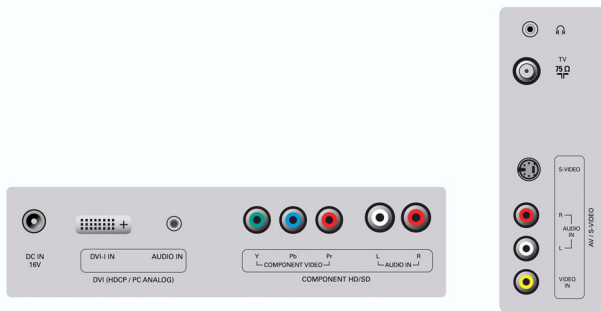 TV
75 Ω
S-VIDEO
R
AUDIO
IN
L
AV / S-VIDEO
VIDEO
IN
DC IN
16V
DVI-I IN
AUDIO IN
DVI (HDCP / PC ANALOG)
Y Pb Pr
COMPONENT VIDEO
L R
AUDIO IN
COMPONENT HD/SD